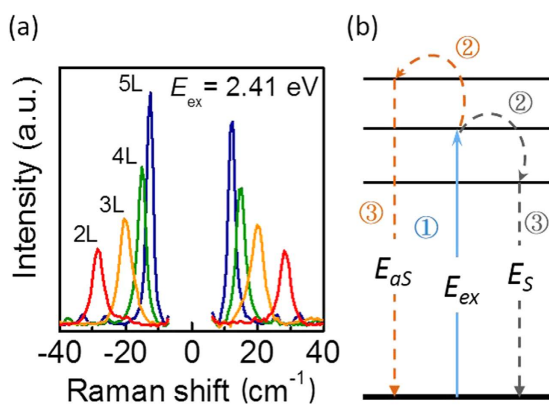 (a)
(b)
E_ex = 2.41 eV
5L
4L
3L
2L
Intensity (a.u.)
-40 -20 0 20 40
Raman shift (cm⁻¹)
②
②
③
①
③
E_aS
E_ex
E_S